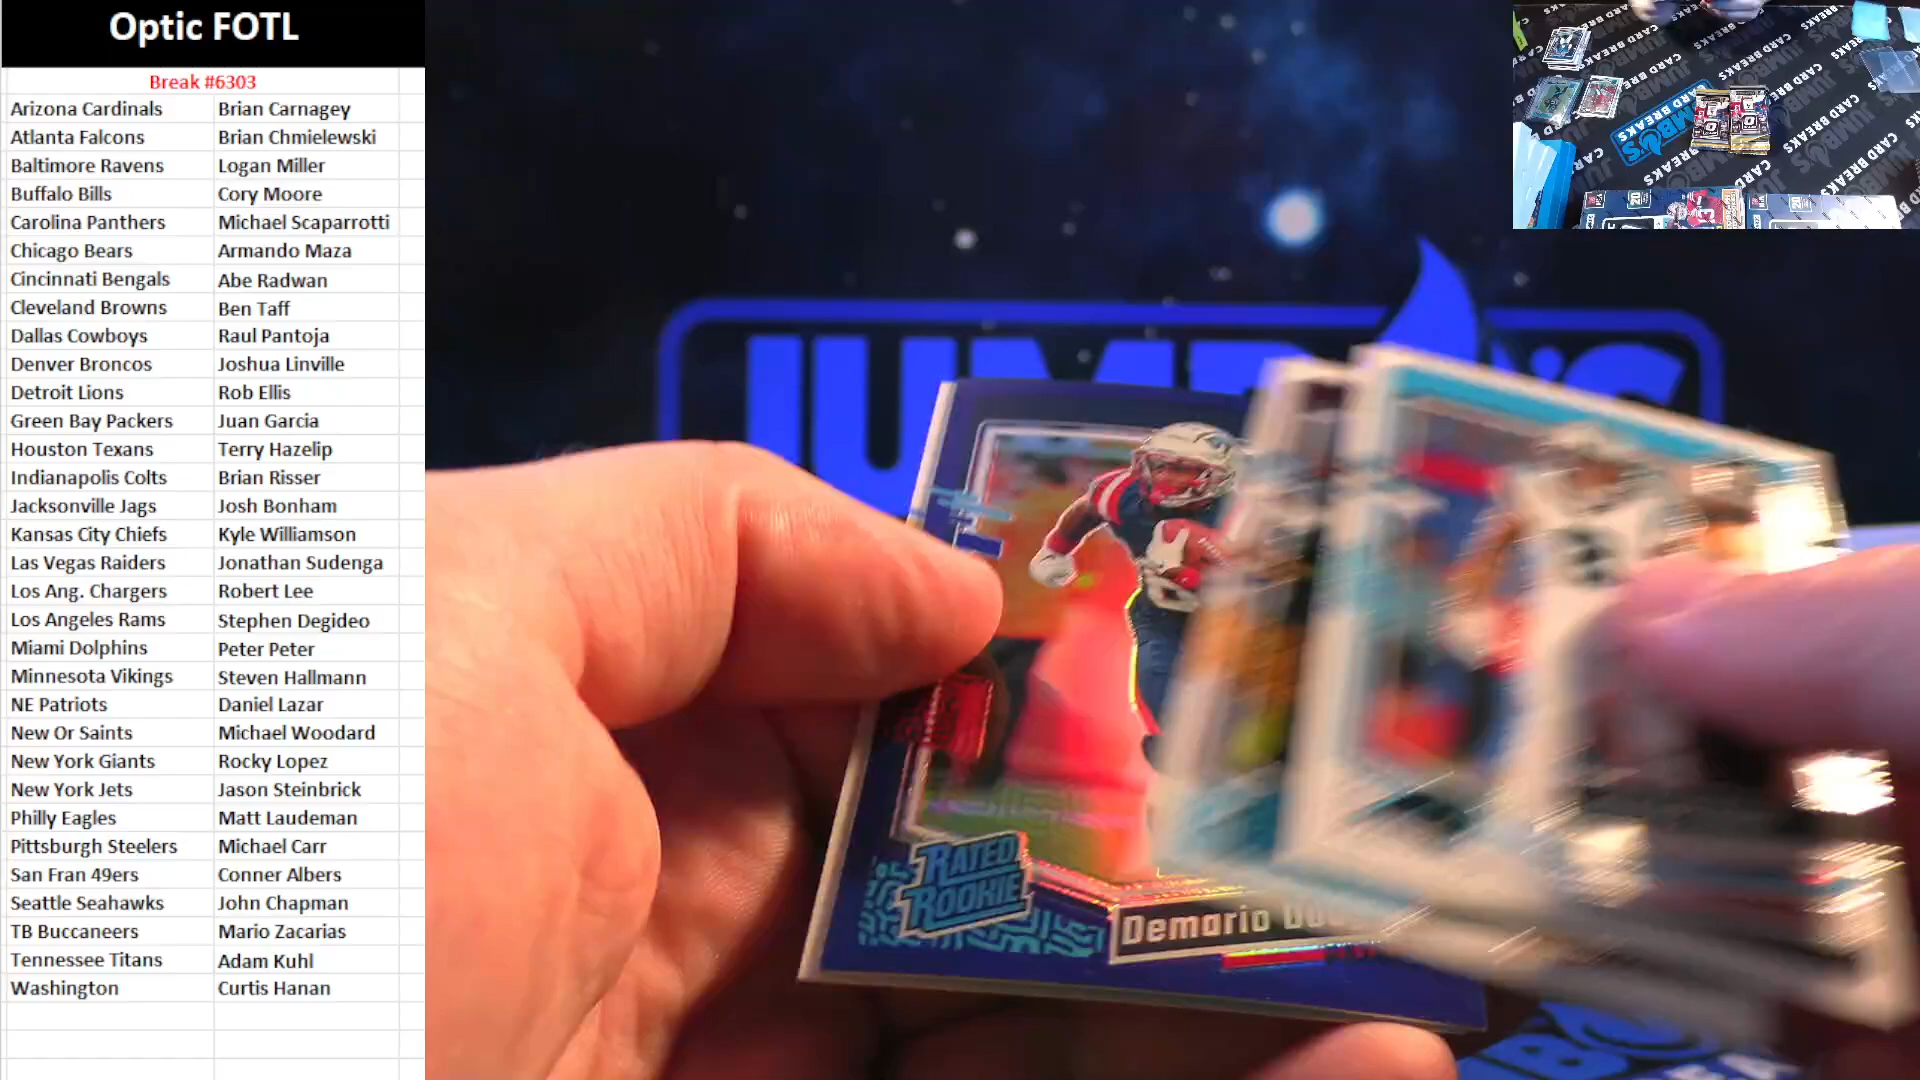 Optic FOTL
Break #6303
Arizona Cardinals Brian Carnagey
Atlanta Falcons Brian Chmielewski
Baltimore Ravens Logan Miller
Buffalo Bills Cory Moore
Carolina Panthers Michael Scaparrotti
Chicago Bears Armando Maza
Cincinnati Bengals Abe Radwan
Cleveland Browns Ben Taff
Dallas Cowboys Raul Pantoja
Denver Broncos Joshua Linville
Detroit Lions Rob Ellis
Green Bay Packers Juan Garcia
Houston Texans Terry Hazelip
Indianapolis Colts Brian Risser
Jacksonville Jags Josh Bonham
Kansas City Chiefs Kyle Williamson
Las Vegas Raiders Jonathan Sudenga
Los Ang. Chargers Robert Lee
Los Angeles Rams Stephen Degideo
Miami Dolphins Peter Peter
Minnesota Vikings Steven Hallmann
NE Patriots Daniel Lazar
New Or Saints Michael Woodard
New York Giants Rocky Lopez
New York Jets Jason Steinbrick
Philly Eagles Matt Laudeman
Pittsburgh Steelers Michael Carr
San Fran 49ers Conner Albers
Seattle Seahawks John Chapman
TB Buccaneers Mario Zacarias
Tennessee Titans Adam Kuhl
Washington Curtis Hanan
RATED
ROOKIE
Demario
CARD BREAKS
JUMBO'S